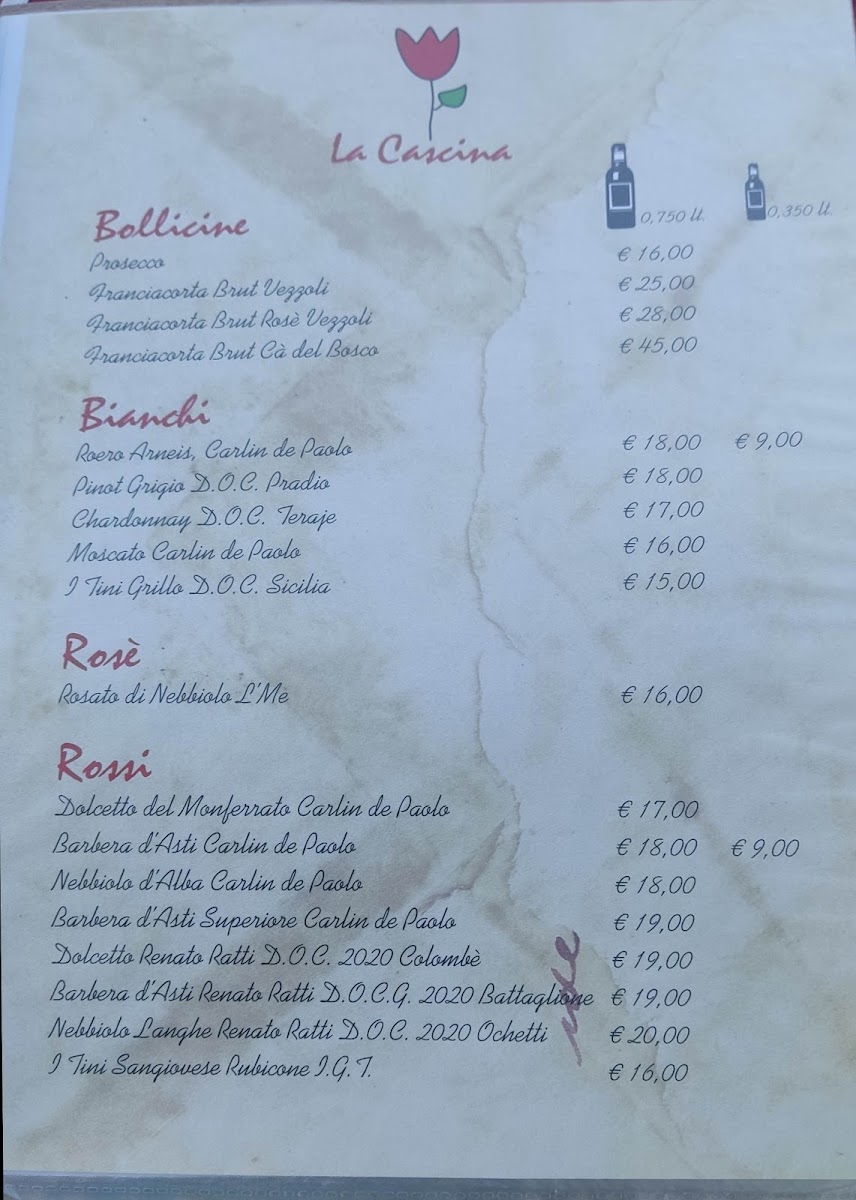 La Cascina
0,750 lt. 0,350 lt.
Bollicine
Prosecco € 16,00
Franciacorta Brut Vezzoli € 25,00
Franciacorta Brut Rosè Vezzoli € 28,00
Franciacorta Brut Cà del Bosco € 45,00
Bianchi
Roero Arneis, Carlin de Paolo € 18,00 € 9,00
Pinot Grigio D.O.C. Pradio € 18,00
Chardonnay D.O.C. Teraje € 17,00
Moscato Carlin de Paolo € 16,00
I Tini Grillo D.O.C. Sicilia € 15,00
Rosè
Rosato di Nebbiolo L'Mè € 16,00
Rossi
Dolcetto del Monferrato Carlin de Paolo € 17,00
Barbera d'Asti Carlin de Paolo € 18,00 € 9,00
Nebbiolo d'Alba Carlin de Paolo € 18,00
Barbera d'Asti Superiore Carlin de Paolo € 19,00
Dolcetto Renato Ratti D.O.C. 2020 Colombè € 19,00
Barbera d'Asti Renato Ratti D.O.C.G. 2020 Battaglione € 19,00
Nebbiolo Langhe Renato Ratti D.O.C. 2020 Ochetti € 20,00
I Tini Sangiovese Rubicone I.G.T. € 16,00